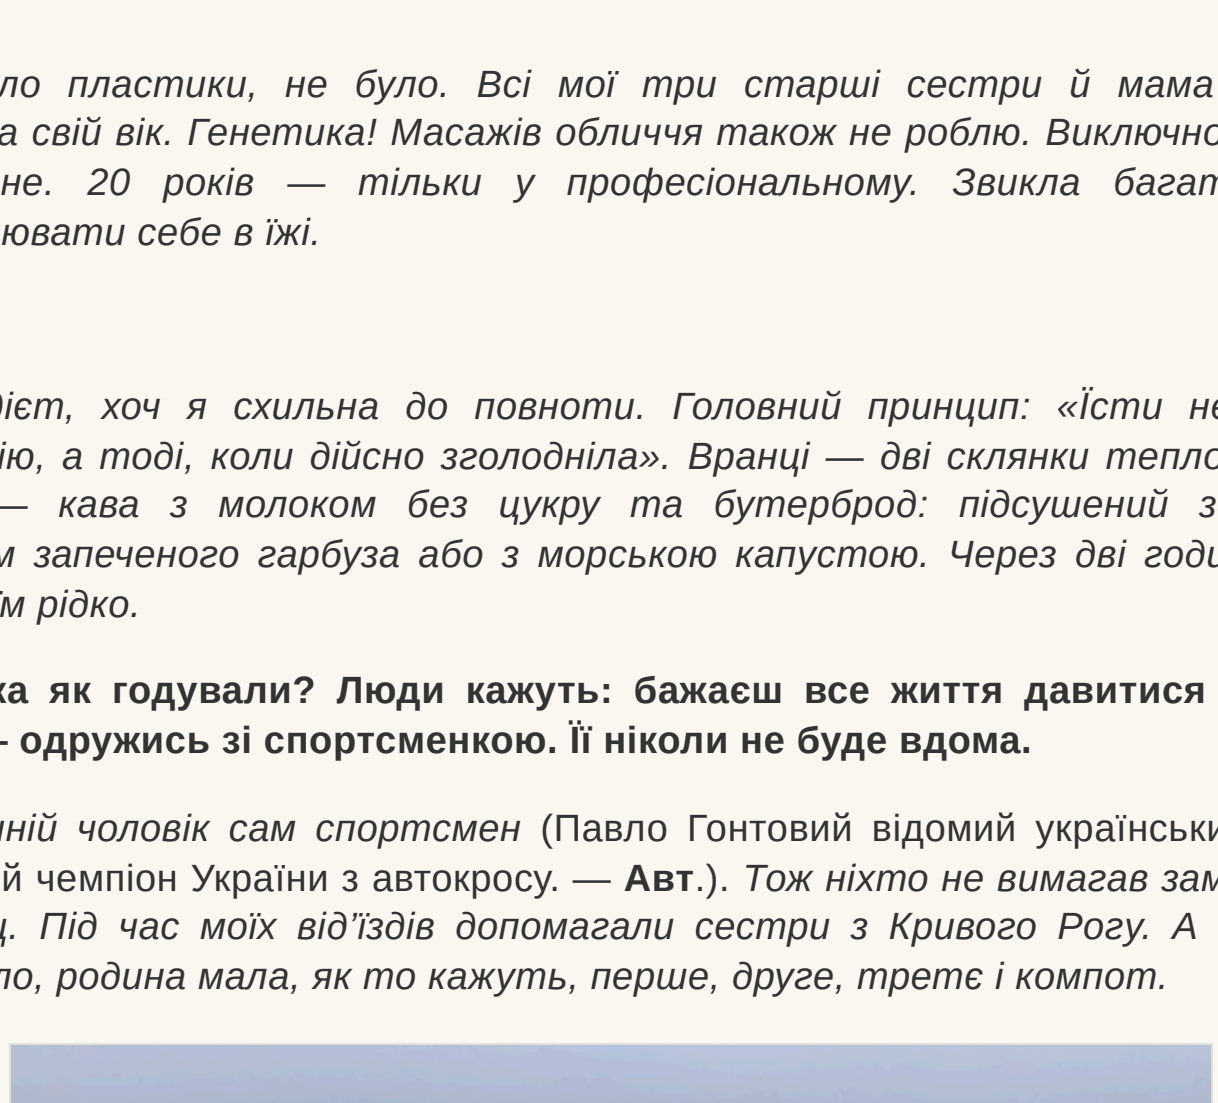 ло пластики, не було. Всі мої три старші сестри й мама
а свій вік. Генетика! Масажів обличчя також не роблю. Виключно
не. 20 років — тільки у професіональному. Звикла багат
ювати себе в їжі.
дієт, хоч я схильна до повноти. Головний принцип: «Їсти не
ію, а тоді, коли дійсно зголодніла». Вранці — дві склянки тепло
— кава з молоком без цукру та бутерброд: підсушений з
м запеченого гарбуза або з морською капустою. Через дві годи
їм рідко.
ка як годували? Люди кажуть: бажаєш все життя давитися
- одружись зі спортсменкою. Її ніколи не буде вдома.
ній чоловік сам спортсмен (Павло Гонтовий відомий українськи
й чемпіон України з автокросу. — Авт.). Тож ніхто не вимагав зам
ц. Під час моїх від’їздів допомагали сестри з Кривого Рогу. А
ло, родина мала, як то кажуть, перше, друге, третє і компот.